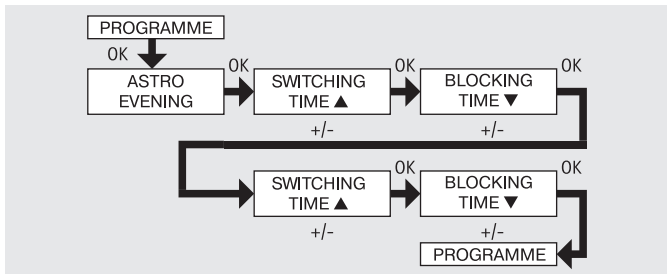 PROGRAMME
OK
ASTRO
EVENING
OK
SWITCHING
TIME ▲
+/-
OK
BLOCKING
TIME ▼
+/-
OK
SWITCHING
TIME ▲
+/-
OK
BLOCKING
TIME ▼
+/-
OK
PROGRAMME